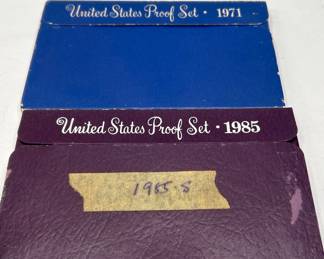 United States Proof Set · 1971
United States Proof Set · 1985
1985-S